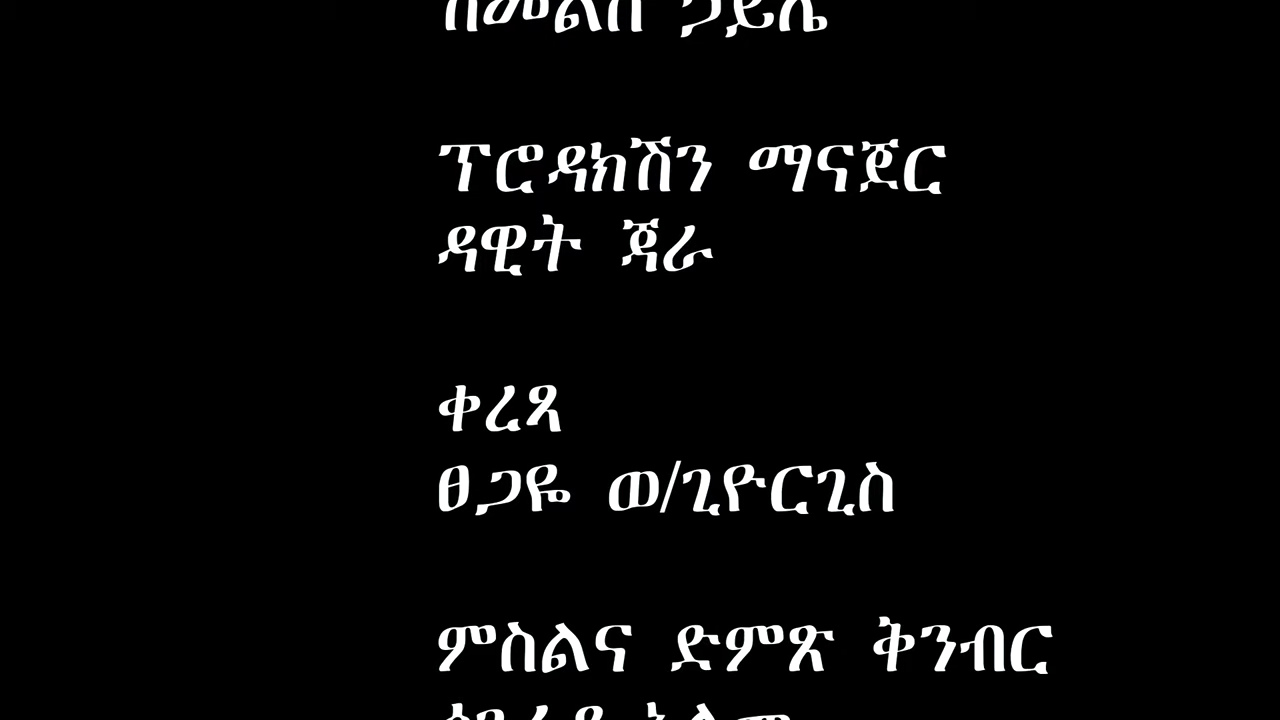 ፕሮዳክሽን ማናጀር
ዳዊት ጃራ
ቀረጻ
ፀጋዬ ወ/ጊዮርጊስ
ምስልና ድምጽ ቅንብር